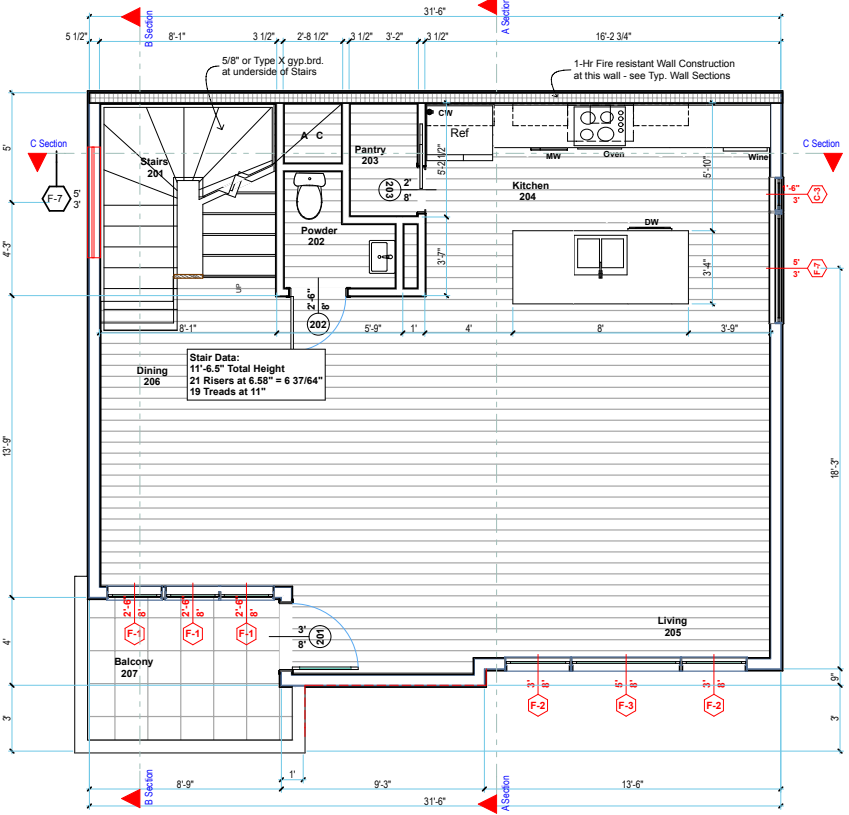 31'-6"
B Section
A Section
5 1/2"
8'-1"
3 1/2"
2'-8 1/2"
3 1/2"
3'-2"
3 1/2"
16'-2 3/4"
5/8" or Type X gyp.brd.
at underside of Stairs
1-Hr Fire resistant Wall Construction
at this wall - see Typ. Wall Sections
C Section
C Section
5'
F-7
5'
3'
4'-3"
13'-9"
4'
3
Stairs
201
UP
A C
Pantry
203
203
2'
8'
Powder
202
2'-6"
8'
202
CW
Ref
5'-2 1/2"
3'-7"
MW
Oven
Wine
Kitchen
204
5'-10"
DW
3'-4"
'-6"
3'
C-3
5'
3'
F-7
8'-1"
5'-9"
1'
4'
8'
3'-9"
Stair Data:
11'-6.5" Total Height
21 Risers at 6.58" = 6 37/64"
19 Treads at 11"
Dining
206
18'-3"
9"
3
2'-6"
8'
F-1
2'-6"
8'
F-1
2'-6"
8'
F-1
3'
8'
201
Balcony
207
Living
205
3'
8'
F-2
5'
8'
F-3
3'
8'
F-2
1'
8'-9"
9'-3"
13'-6"
B Section
31'-6"
A Section